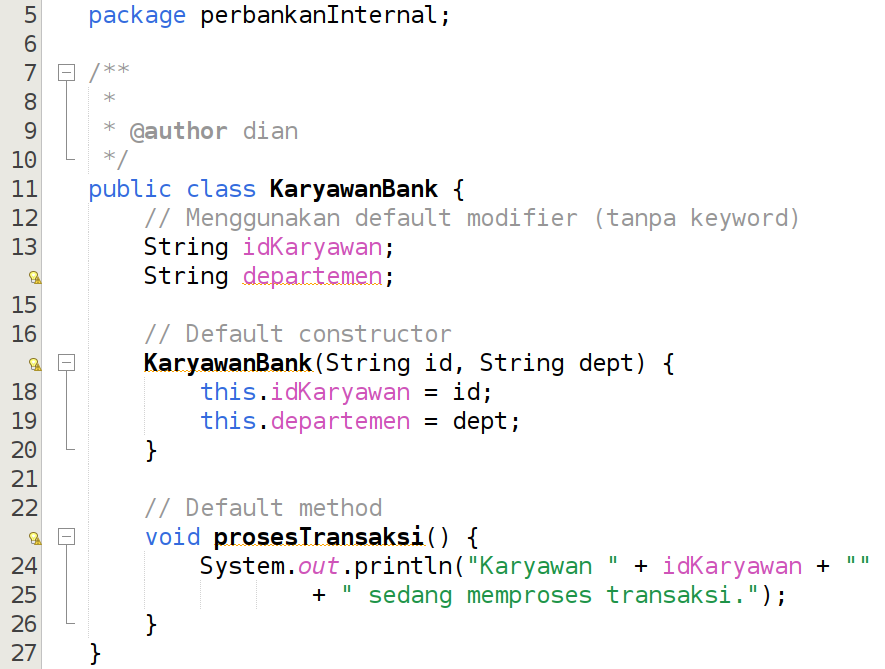 5 package perbankanInternal;
6
7 /**
8 *
9 * @author dian
10 */
11 public class KaryawanBank {
12 // Menggunakan default modifier (tanpa keyword)
13 String idKaryawan;
String departemen;
15
16 // Default constructor
KaryawanBank(String id, String dept) {
18 this.idKaryawan = id;
19 this.departemen = dept;
20 }
21
22 // Default method
void prosesTransaksi() {
24 System.out.println("Karyawan " + idKaryawan + ""
25 + " sedang memproses transaksi.");
26 }
27 }